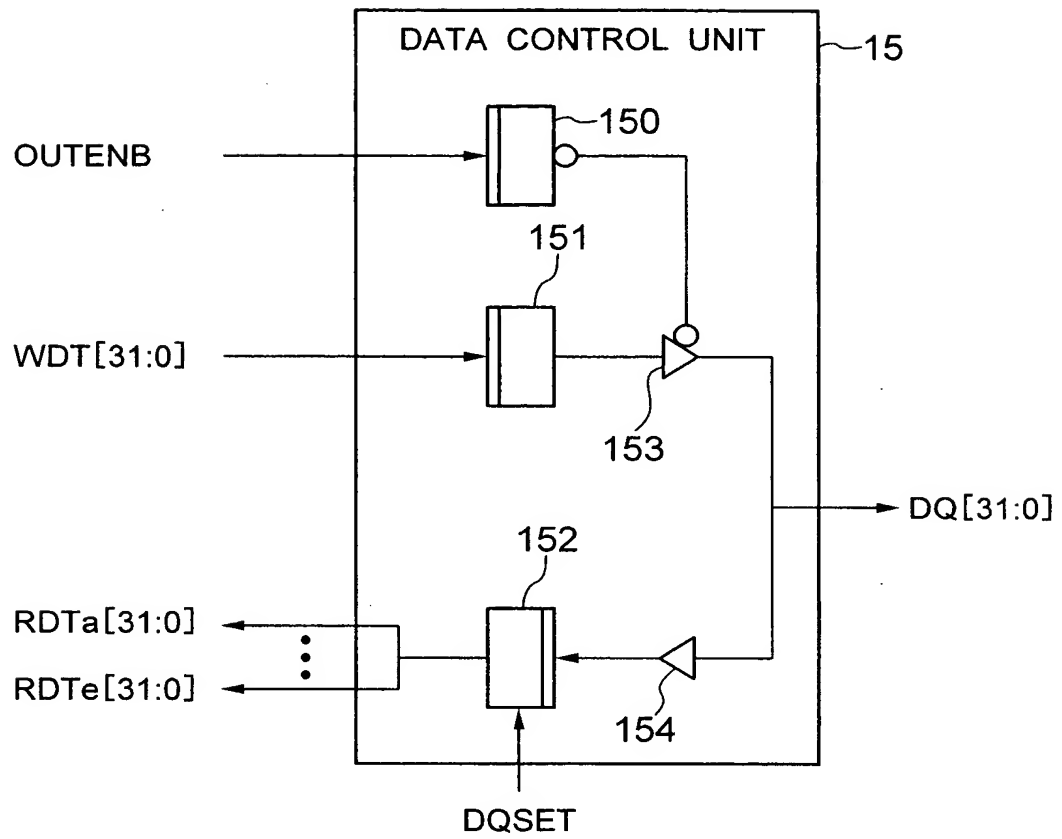 DATA CONTROL UNIT
15
150
OUTENB
151
WDT[31:0]
153
DQ[31:0]
152
RDTa[31:0]
RDTe[31:0]
154
DQSET